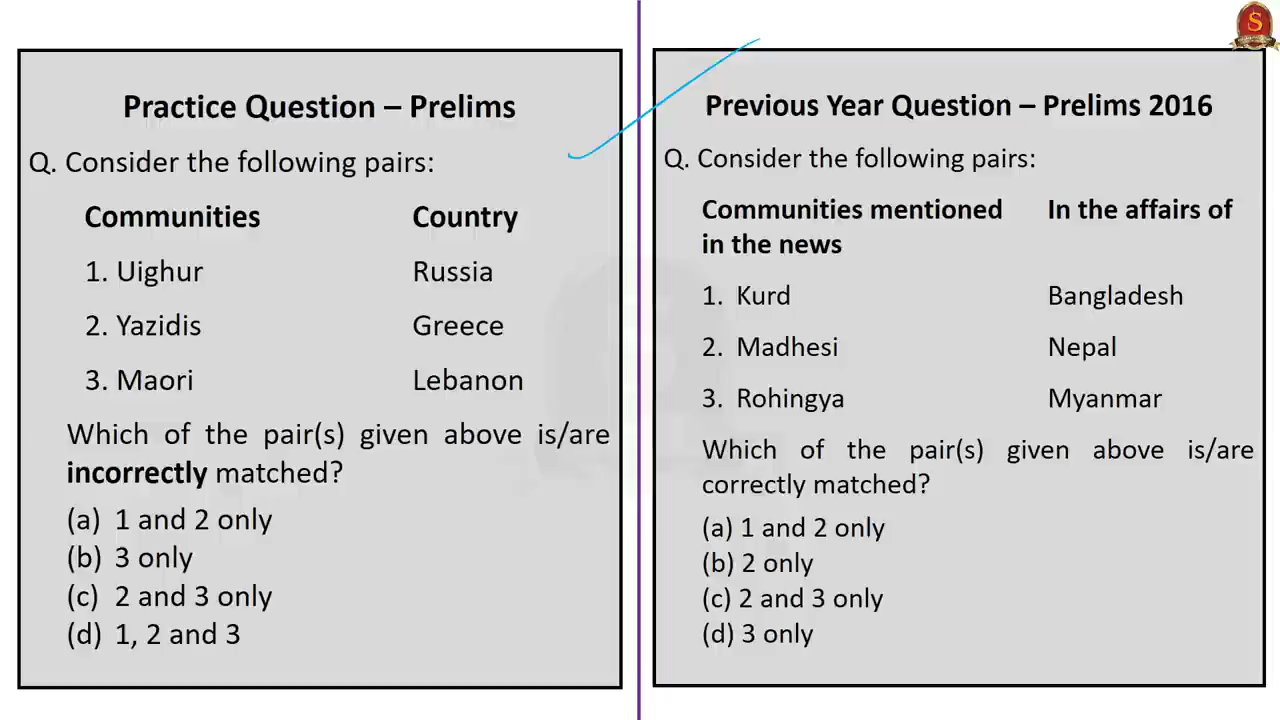 S
Practice Question – Prelims
Q. Consider the following pairs:
Communities Country
1. Uighur Russia
2. Yazidis Greece
3. Maori Lebanon
Which of the pair(s) given above is/are
incorrectly matched?
(a) 1 and 2 only
(b) 3 only
(c) 2 and 3 only
(d) 1, 2 and 3
Previous Year Question – Prelims 2016
Q. Consider the following pairs:
Communities mentioned In the affairs of
in the news
1. Kurd Bangladesh
2. Madhesi Nepal
3. Rohingya Myanmar
Which of the pair(s) given above is/are
correctly matched?
(a) 1 and 2 only
(b) 2 only
(c) 2 and 3 only
(d) 3 only